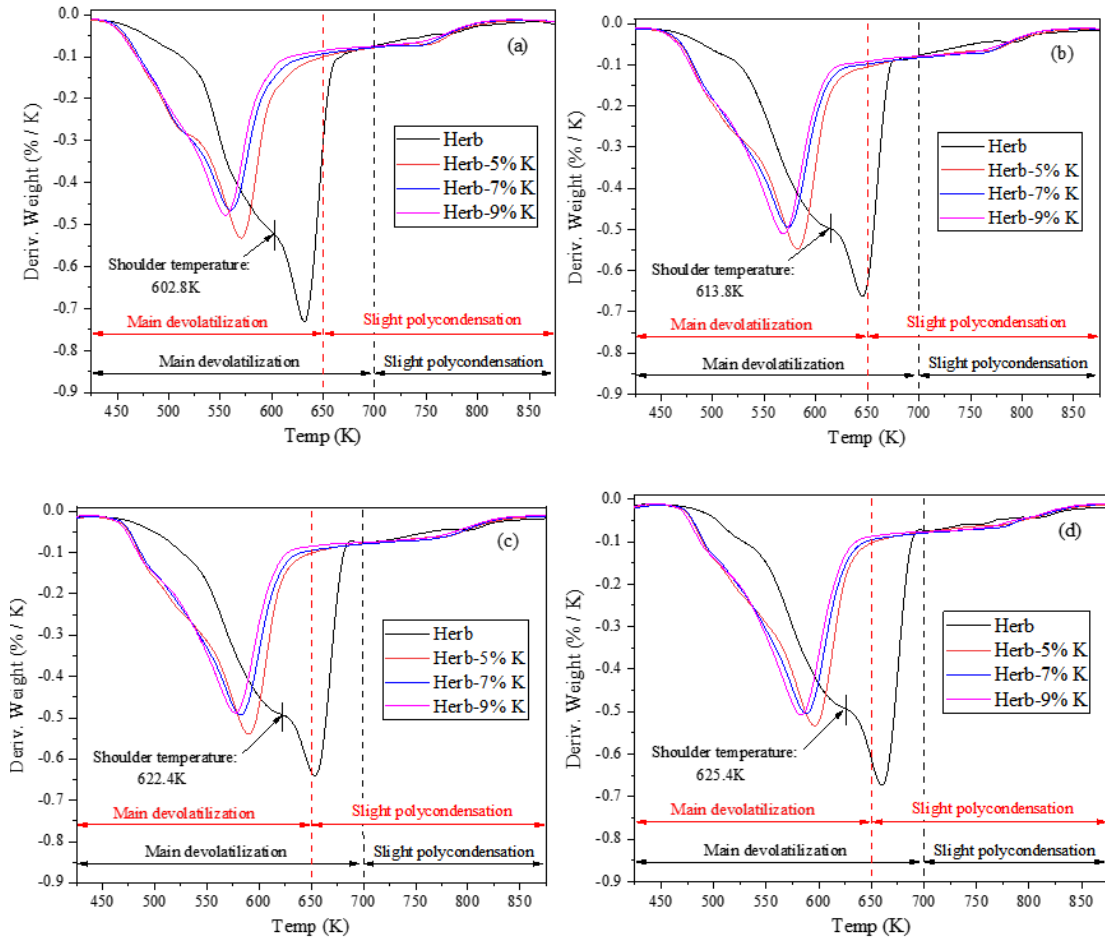 (a)
0.0
-0.1
-0.2
-0.3
-0.4
-0.5
-0.6
-0.7
-0.8
-0.9
Deriv. Weight (% / K)
Herb
Herb-5% K
Herb-7% K
Herb-9% K
Shoulder temperature:
602.8K
Main devolatilization
Slight polycondensation
Main devolatilization
Slight polycondensation
450 500 550 600 650 700 750 800 850
Temp (K)
(b)
0.0
-0.1
-0.2
-0.3
-0.4
-0.5
-0.6
-0.7
-0.8
-0.9
Deriv. Weight (% / K)
Herb
Herb-5% K
Herb-7% K
Herb-9% K
Shoulder temperature:
613.8K
Main devolatilization
Slight polycondensation
Main devolatilization
Slight polycondensation
450 500 550 600 650 700 750 800 850
Temp (K)
(c)
0.0
-0.1
-0.2
-0.3
-0.4
-0.5
-0.6
-0.7
-0.8
-0.9
Deriv. Weight (% / K)
Herb
Herb-5% K
Herb-7% K
Herb-9% K
Shoulder temperature:
622.4K
Main devolatilization
Slight polycondensation
Main devolatilization
Slight polycondensation
450 500 550 600 650 700 750 800 850
Temp (K)
(d)
0.0
-0.1
-0.2
-0.3
-0.4
-0.5
-0.6
-0.7
-0.8
-0.9
Deriv. Weight (% / K)
Herb
Herb-5% K
Herb-7% K
Herb-9% K
Shoulder temperature:
625.4K
Main devolatilization
Slight polycondensation
Main devolatilization
Slight polycondensation
450 500 550 600 650 700 750 800 850
Temp (K)